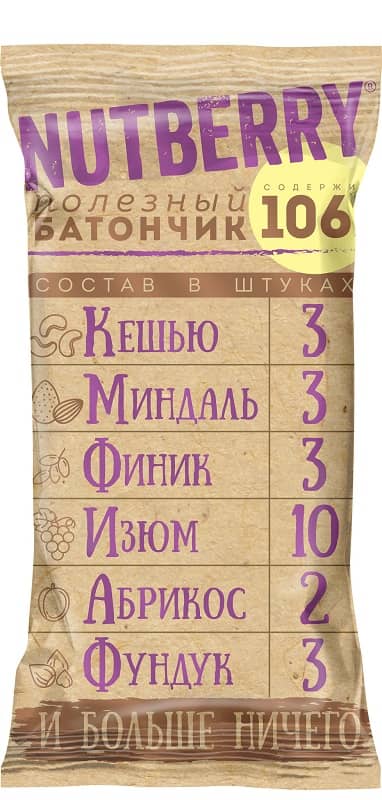 NUTBERRY®
полезный
БАТОНЧИК
СОДЕРЖИ
106
СОСТАВ В ШТУКАХ
Кешью 3
Миндаль 3
Финик 3
Изюм 10
Абрикос 2
Фундук 3
И БОЛЬШЕ НИЧЕГО